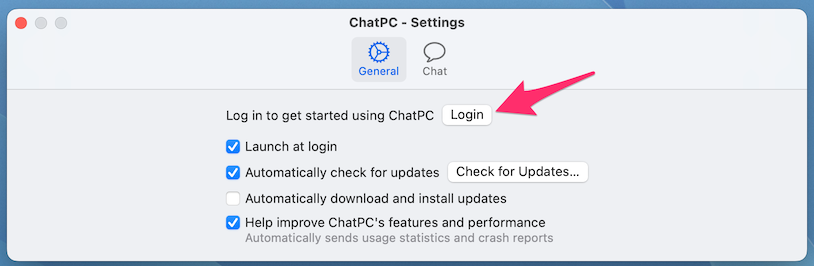 ChatPC - Settings
General Chat
Log in to get started using ChatPC Login
Launch at login
Automatically check for updates Check for Updates...
Automatically download and install updates
Help improve ChatPC's features and performance
Automatically sends usage statistics and crash reports